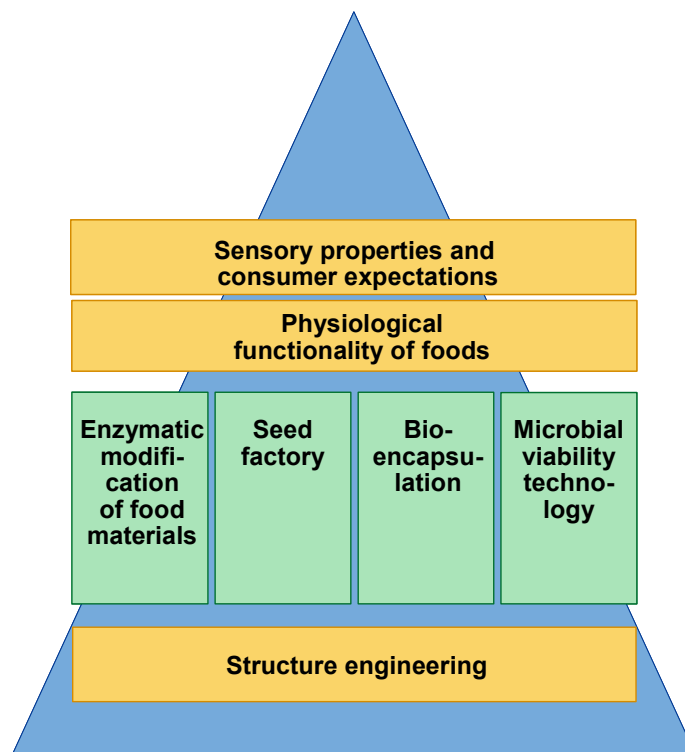 Sensory properties and
consumer expectations
Physiological
functionality of foods
Enzymatic
modifi-
cation
of food
materials
Seed
factory
Bio-
encapsu-
lation
Microbial
viability
techno-
logy
Structure engineering